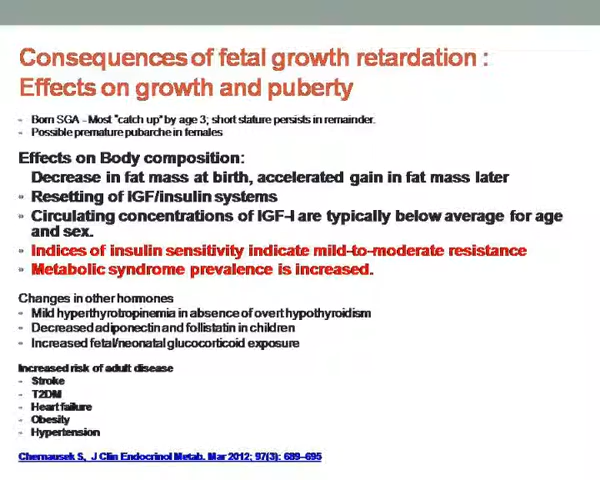 Consequences of fetal growth retardation :
Effects on growth and puberty
- Born SGA - Most "catch up" by age 3; short stature persists in remainder.
- Possible premature pubarche in females
Effects on Body composition:
Decrease in fat mass at birth, accelerated gain in fat mass later
• Resetting of IGF/insulin systems
• Circulating concentrations of IGF-I are typically below average for age
and sex.
• Indices of insulin sensitivity indicate mild-to-moderate resistance
• Metabolic syndrome prevalence is increased.
Changes in other hormones
• Mild hyperthyrotropinemia in absence of overt hypothyroidism
• Decreased adiponectin and follistatin in children
• Increased fetal/neonatal glucocorticoid exposure
Increased risk of adult disease
- Stroke
- T2DM
- Heart failure
- Obesity
- Hypertension
Chernausek S, J Clin Endocrinol Metab. Mar 2012; 97(3): 689–695